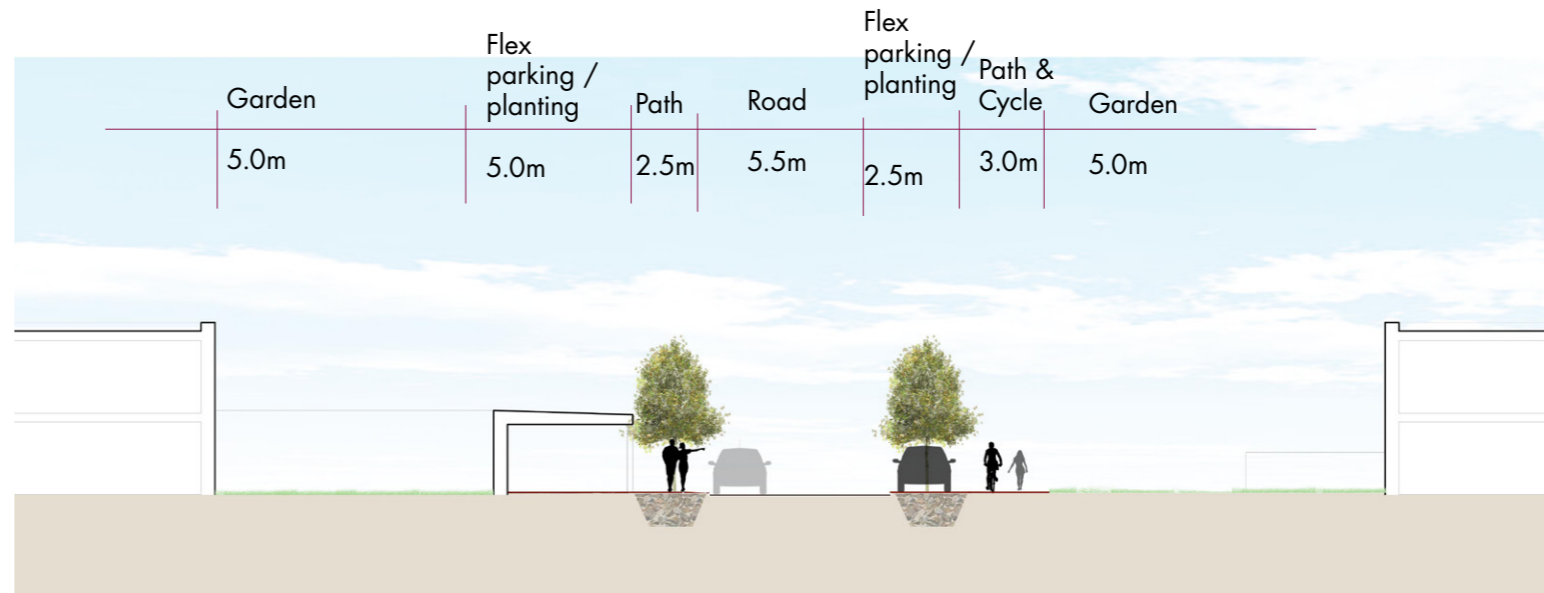 Garden
Flex
parking /
planting
Path
Road
Flex
parking /
planting
Path &
Cycle
Garden
5.0m
5.0m
2.5m
5.5m
2.5m
3.0m
5.0m